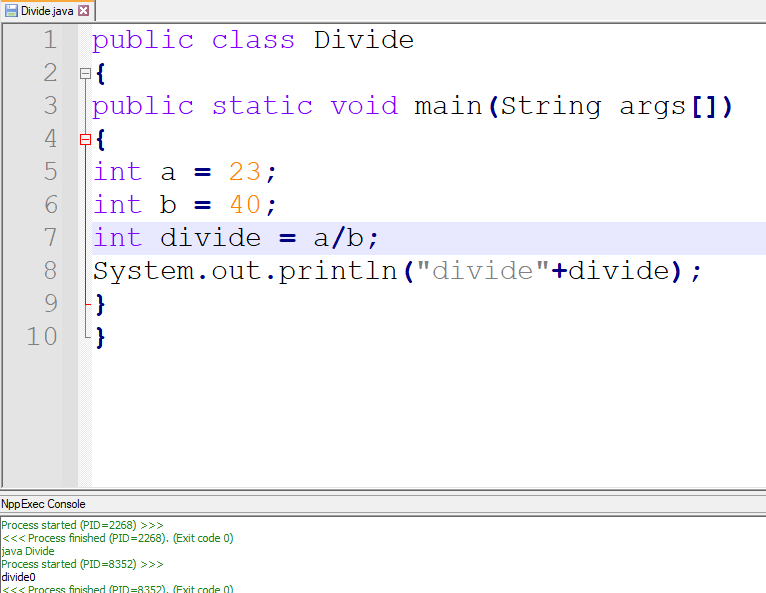 Divide.java
1 public class Divide
2 {
3 public static void main(String args[])
4 {
5 int a = 23;
6 int b = 40;
7 int divide = a/b;
8 System.out.println("divide"+divide);
9 }
10 }
NppExec Console
Process started (PID=2268) >>>
<<< Process finished (PID=2268). (Exit code 0)
java Divide
Process started (PID=8352) >>>
divide0
<<< Process finished (PID=8352). (Exit code 0)